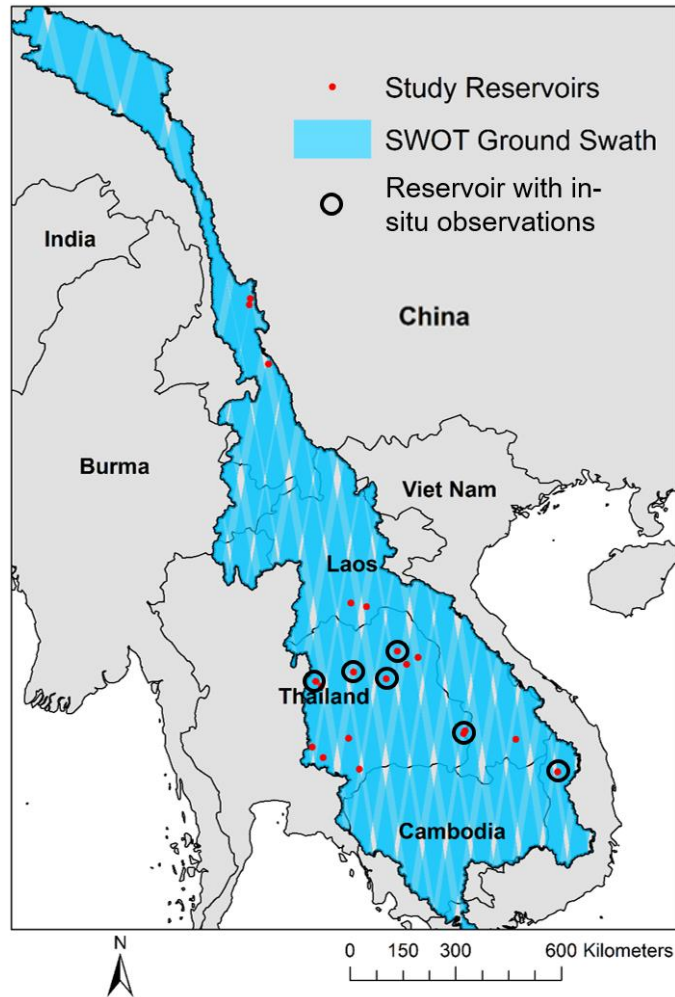 Study Reservoirs
SWOT Ground Swath
Reservoir with in-
situ observations
India
China
Burma
Viet Nam
Laos
Thailand
Cambodia
N
0 150 300 600 Kilometers